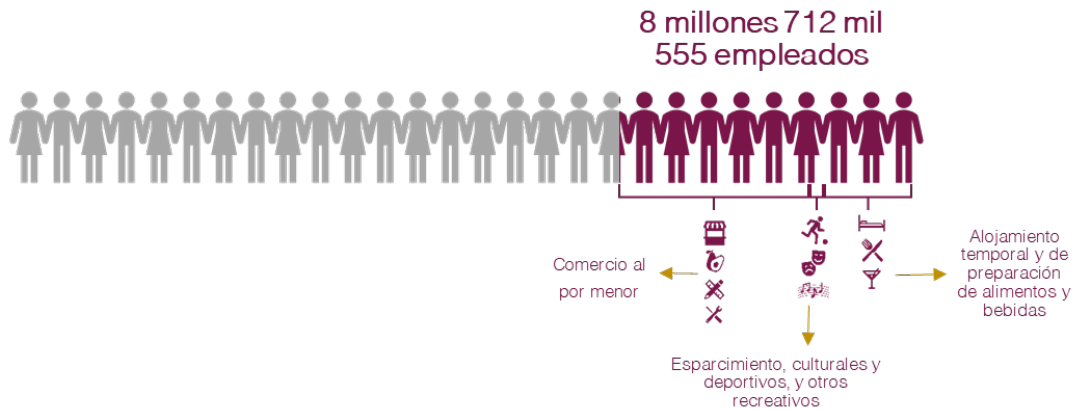 8 millones 712 mil
555 empleados
Comercio al
por menor
Esparcimiento, culturales y
deportivos, y otros
recreativos
Alojamiento
temporal y de
preparación
de alimentos y
bebidas